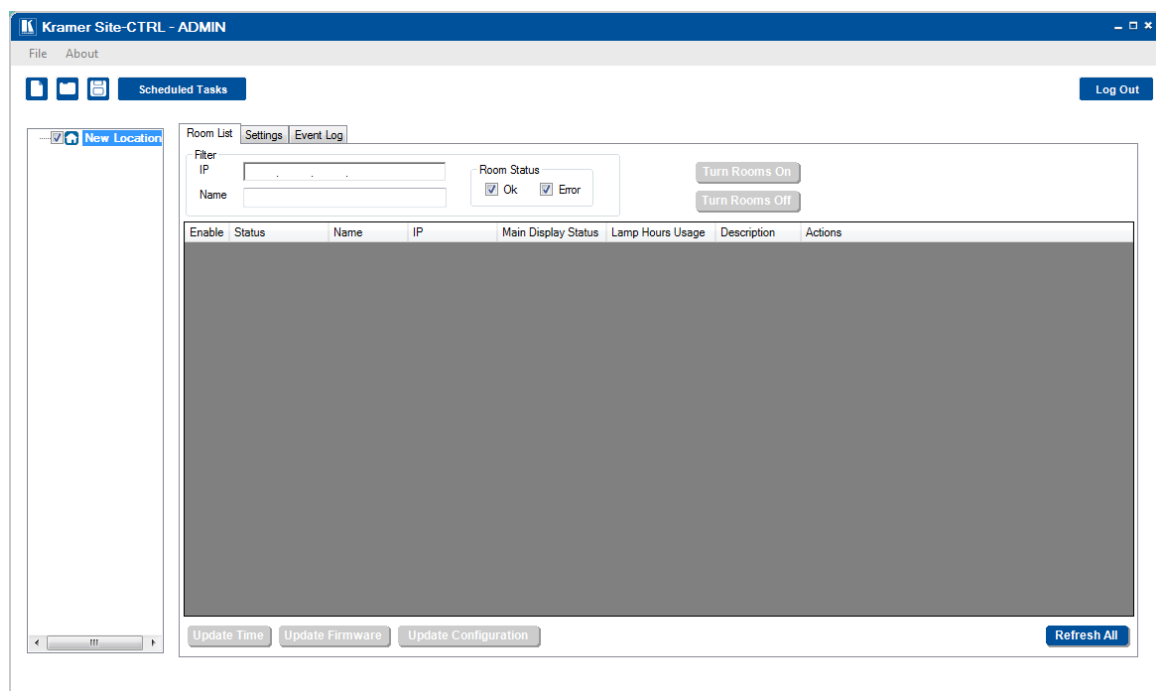 Kramer Site-CTRL - ADMIN
File About
Scheduled Tasks
Log Out
New Location
Room List Settings Event Log
Filter
IP . . .
Name
Room Status
Ok Error
Turn Rooms On
Turn Rooms Off
Enable Status Name IP Main Display Status Lamp Hours Usage Description Actions
Update Time Update Firmware Update Configuration
Refresh All